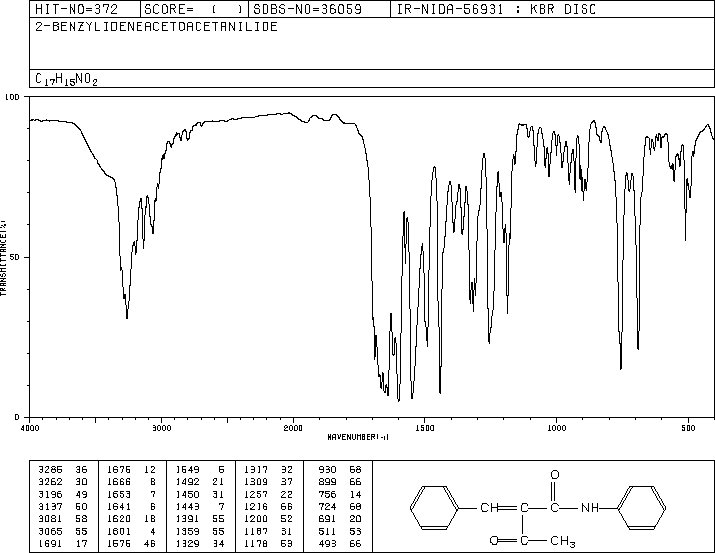 HIT-NO=372 SCORE= ( ) SDBS-NO=36059 IR-NIDA-56931 : KBR DISC
2-BENZYLIDENEACETOACETANILIDE
C17H15NO2
100
50
0
TRANSMITTANCE(%)
4000 3000 2000 1500 1000 500
WAVENUMBER(-1)
3285 36 1675 12 1549 5 1317 32 930 68
3262 30 1666 8 1492 21 1309 37 899 66
3196 49 1653 7 1450 31 1257 22 756 14
3137 60 1641 6 1443 7 1216 66 724 68
3081 58 1620 18 1391 55 1200 52 691 20
3065 55 1601 4 1359 55 1187 31 511 53
1691 17 1575 46 1329 34 1178 53 493 66
O
CH C C NH
O C CH3